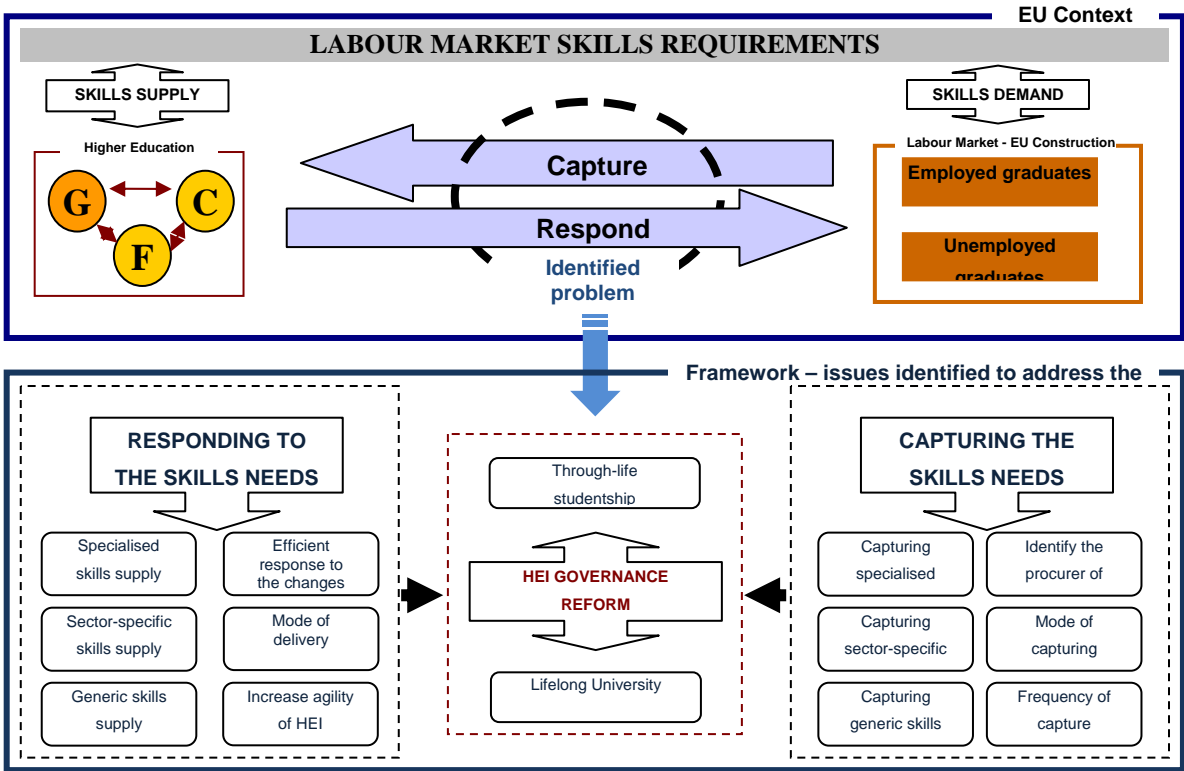 EU Context
LABOUR MARKET SKILLS REQUIREMENTS
SKILLS SUPPLY
SKILLS DEMAND
Higher Education
G
C
F
Capture
Respond
Identified
problem
Labour Market - EU Construction
Employed graduates
Unemployed
graduates
Framework – issues identified to address the
RESPONDING TO
THE SKILLS NEEDS
Specialised
skills supply
Efficient
response to
the changes
Sector-specific
skills supply
Mode of
delivery
Generic skills
supply
Increase agility
of HEI
Through-life
studentship
HEI GOVERNANCE
REFORM
Lifelong University
CAPTURING THE
SKILLS NEEDS
Capturing
specialised
Identify the
procurer of
Capturing
sector-specific
Mode of
capturing
Capturing
generic skills
Frequency of
capture